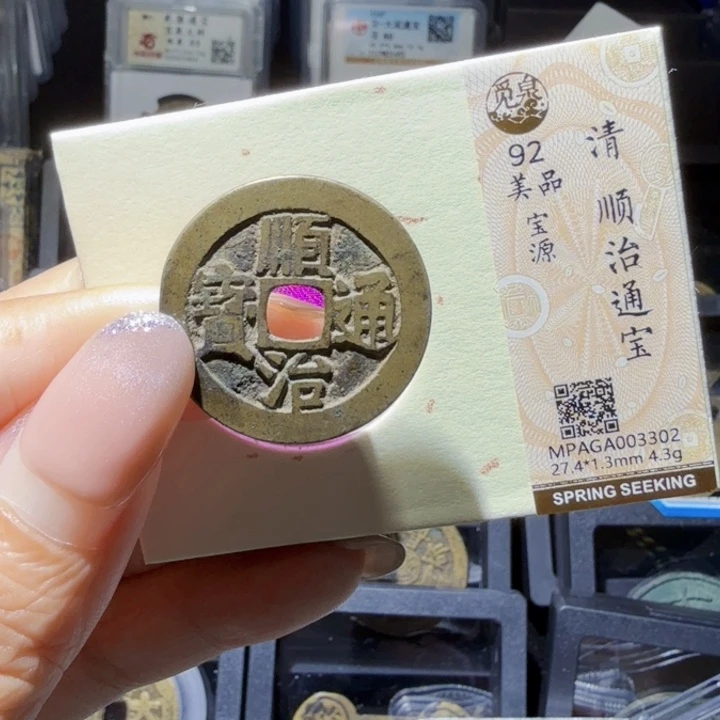 順治通寳
觅泉
92
美品
宝源
清
顺治通宝
MPAGA003302
27.4*1.3mm 4.3g
SPRING SEEKING